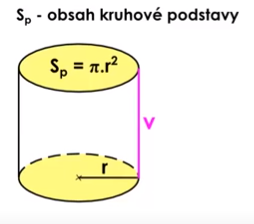 Sₚ - obsah kruhové podstavy
Sₚ = π.r²
v
r